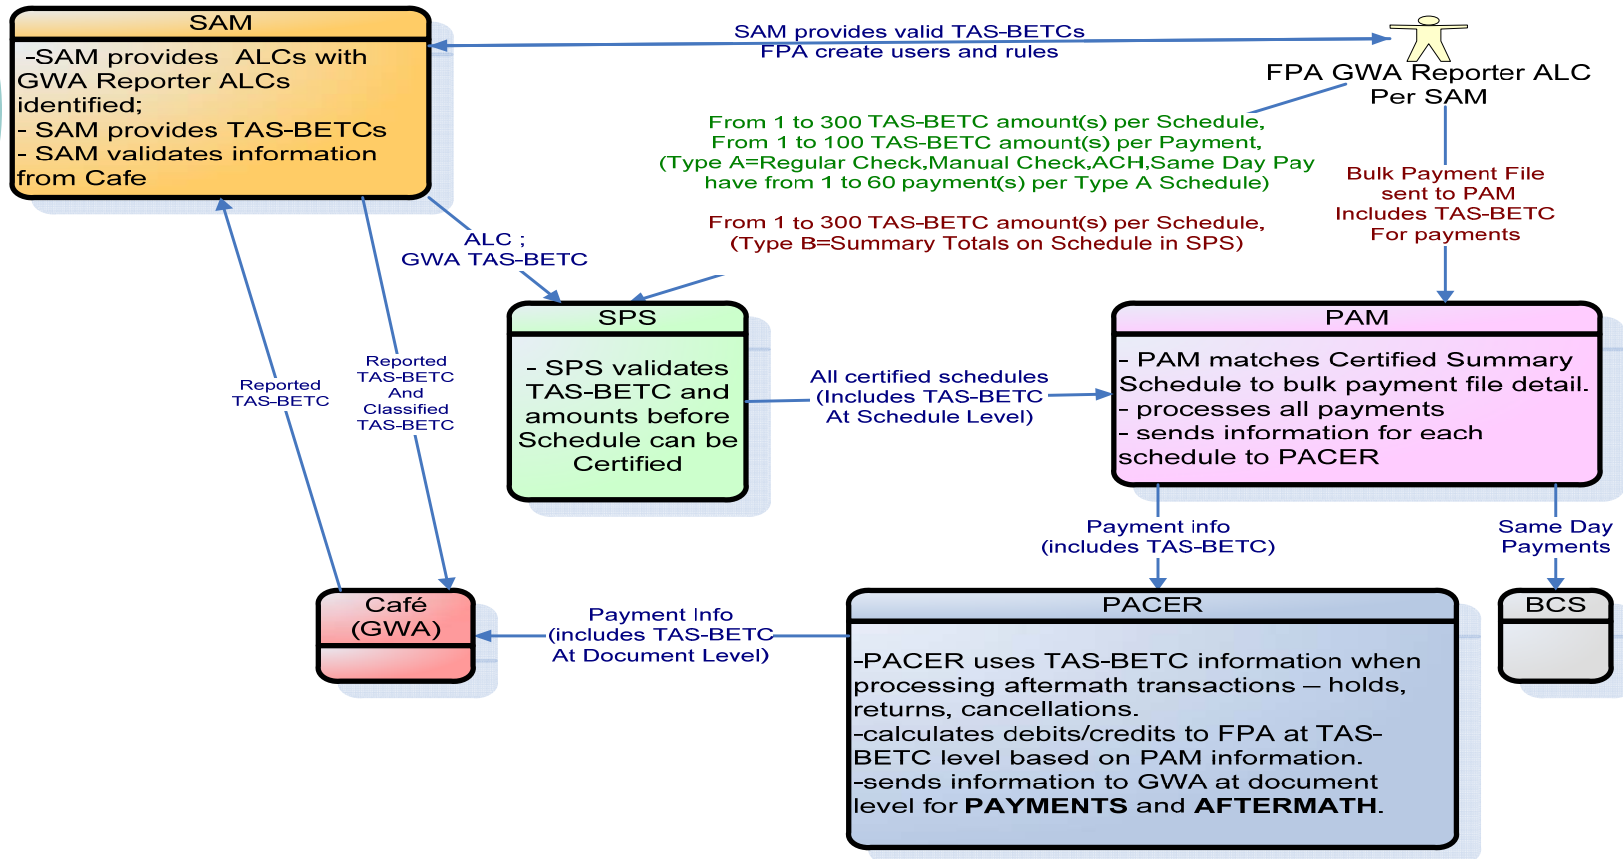 SAM
-SAM provides  ALCs with
GWA Reporter ALCs
identified;
- SAM provides TAS-BETCs
- SAM validates information
from Cafe
SAM provides valid TAS-BETCs
FPA create users and rules
FPA GWA Reporter ALC
Per SAM
From 1 to 300 TAS-BETC amount(s) per Schedule,
From 1 to 100 TAS-BETC amount(s) per Payment,
(Type A=Regular Check,Manual Check,ACH,Same Day Pay
have from 1 to 60 payment(s) per Type A Schedule)
From 1 to 300 TAS-BETC amount(s) per Schedule,
(Type B=Summary Totals on Schedule in SPS)
Bulk Payment File
sent to PAM
Includes TAS-BETC
For payments
ALC ;
GWA TAS-BETC
SPS
- SPS validates
TAS-BETC and
amounts before
Schedule can be
Certified
All certified schedules
(Includes TAS-BETC
At Schedule Level)
PAM
- PAM matches Certified Summary
Schedule to bulk payment file detail.
- processes all payments
- sends information for each
schedule to PACER
Reported
TAS-BETC
Reported
TAS-BETC
And
Classified
TAS-BETC
Payment info
(includes TAS-BETC)
Same Day
Payments
Café
(GWA)
Payment Info
(includes TAS-BETC
At Document Level)
PACER
-PACER uses TAS-BETC information when
processing aftermath transactions – holds,
returns, cancellations.
-calculates debits/credits to FPA at TAS-
BETC level based on PAM information.
-sends information to GWA at document
level for PAYMENTS and AFTERMATH.
BCS